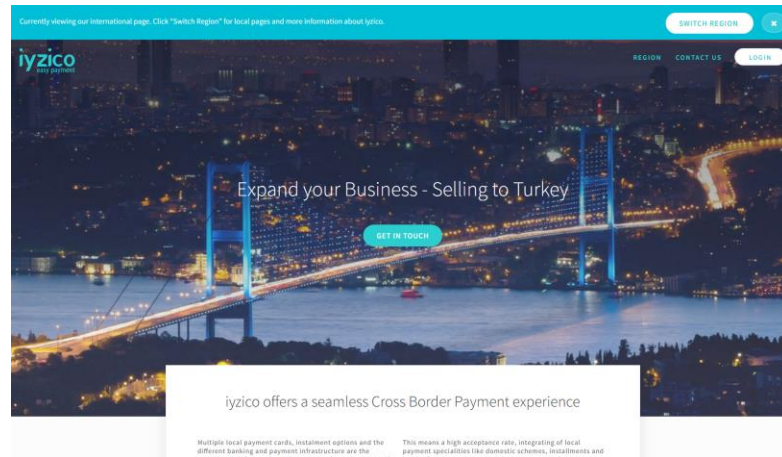 Currently viewing our international page. Click "Switch Region" for local pages and more information about iyzico.
SWITCH REGION
×
iyzico
easy payment
REGION
CONTACT US
LOGIN
Expand your Business - Selling to Turkey
GET IN TOUCH
iyzico offers a seamless Cross Border Payment experience
Multiple local payment cards, instalment options and the
different banking and payment infrastructure are the
This means a high acceptance rate, integrating of local
payment specialities like domestic schemes, installments and